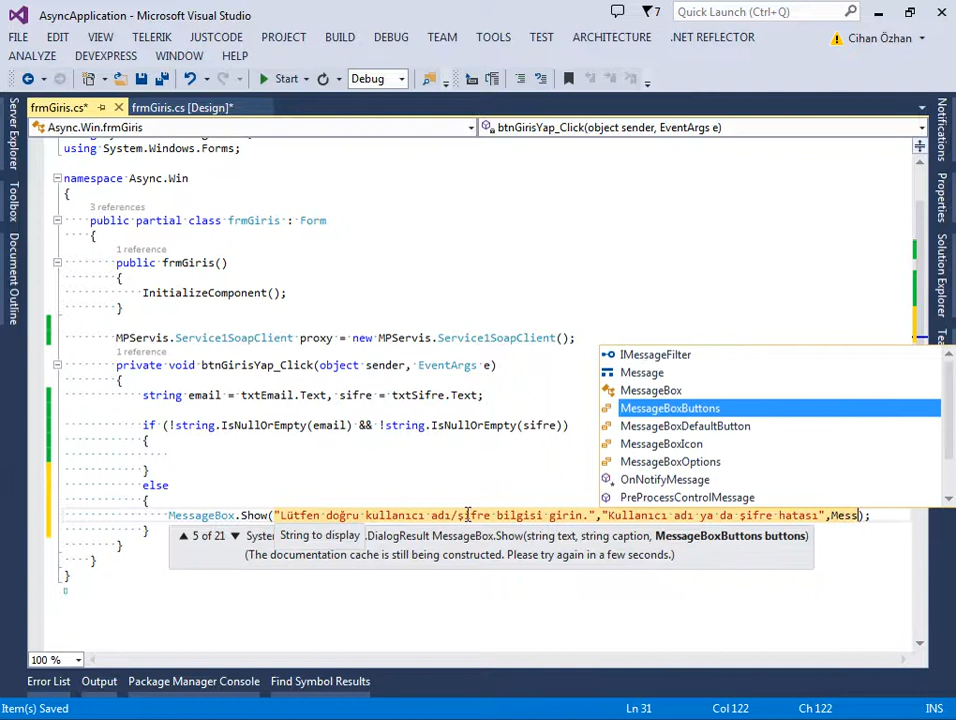 AsyncApplication - Microsoft Visual Studio
7
Quick Launch (Ctrl+Q)
FILE EDIT VIEW TELERIK JUSTCODE PROJECT BUILD DEBUG TEAM TOOLS TEST ARCHITECTURE .NET REFLECTOR
Cihan Özhan
ANALYZE DEVEXPRESS WINDOW HELP
Start
Debug
frmGiris.cs*
frmGiris.cs [Design]*
Async.Win.frmGiris
btnGirisYap_Click(object sender, EventArgs e)
Server Explorer
Toolbox
Document Outline
Notifications
Properties
Solution Explorer
using System.Windows.Forms;
namespace Async.Win
{
3 references
public partial class frmGiris : Form
{
1 reference
public frmGiris()
{
InitializeComponent();
}
MPServis.Service1SoapClient proxy = new MPServis.Service1SoapClient();
1 reference
private void btnGirisYap_Click(object sender, EventArgs e)
{
string email = txtEmail.Text, sifre = txtSifre.Text;
if (!string.IsNullOrEmpty(email) && !string.IsNullOrEmpty(sifre))
{
}
else
{
MessageBox.Show("Lütfen doğru kullanıcı adı/şifre bilgisi girin.","Kullanıcı adı ya da şifre hatası",Mess);
}
}
}
}
IMessageFilter
Message
MessageBox
MessageBoxButtons
MessageBoxDefaultButton
MessageBoxIcon
MessageBoxOptions
OnNotifyMessage
PreProcessControlMessage
5 of 21
String to display
.DialogResult MessageBox.Show(string text, string caption, MessageBoxButtons buttons)
(The documentation cache is still being constructed. Please try again in a few seconds.)
100 %
Error List Output Package Manager Console Find Symbol Results
Item(s) Saved
Ln 31
Col 122
Ch 122
INS